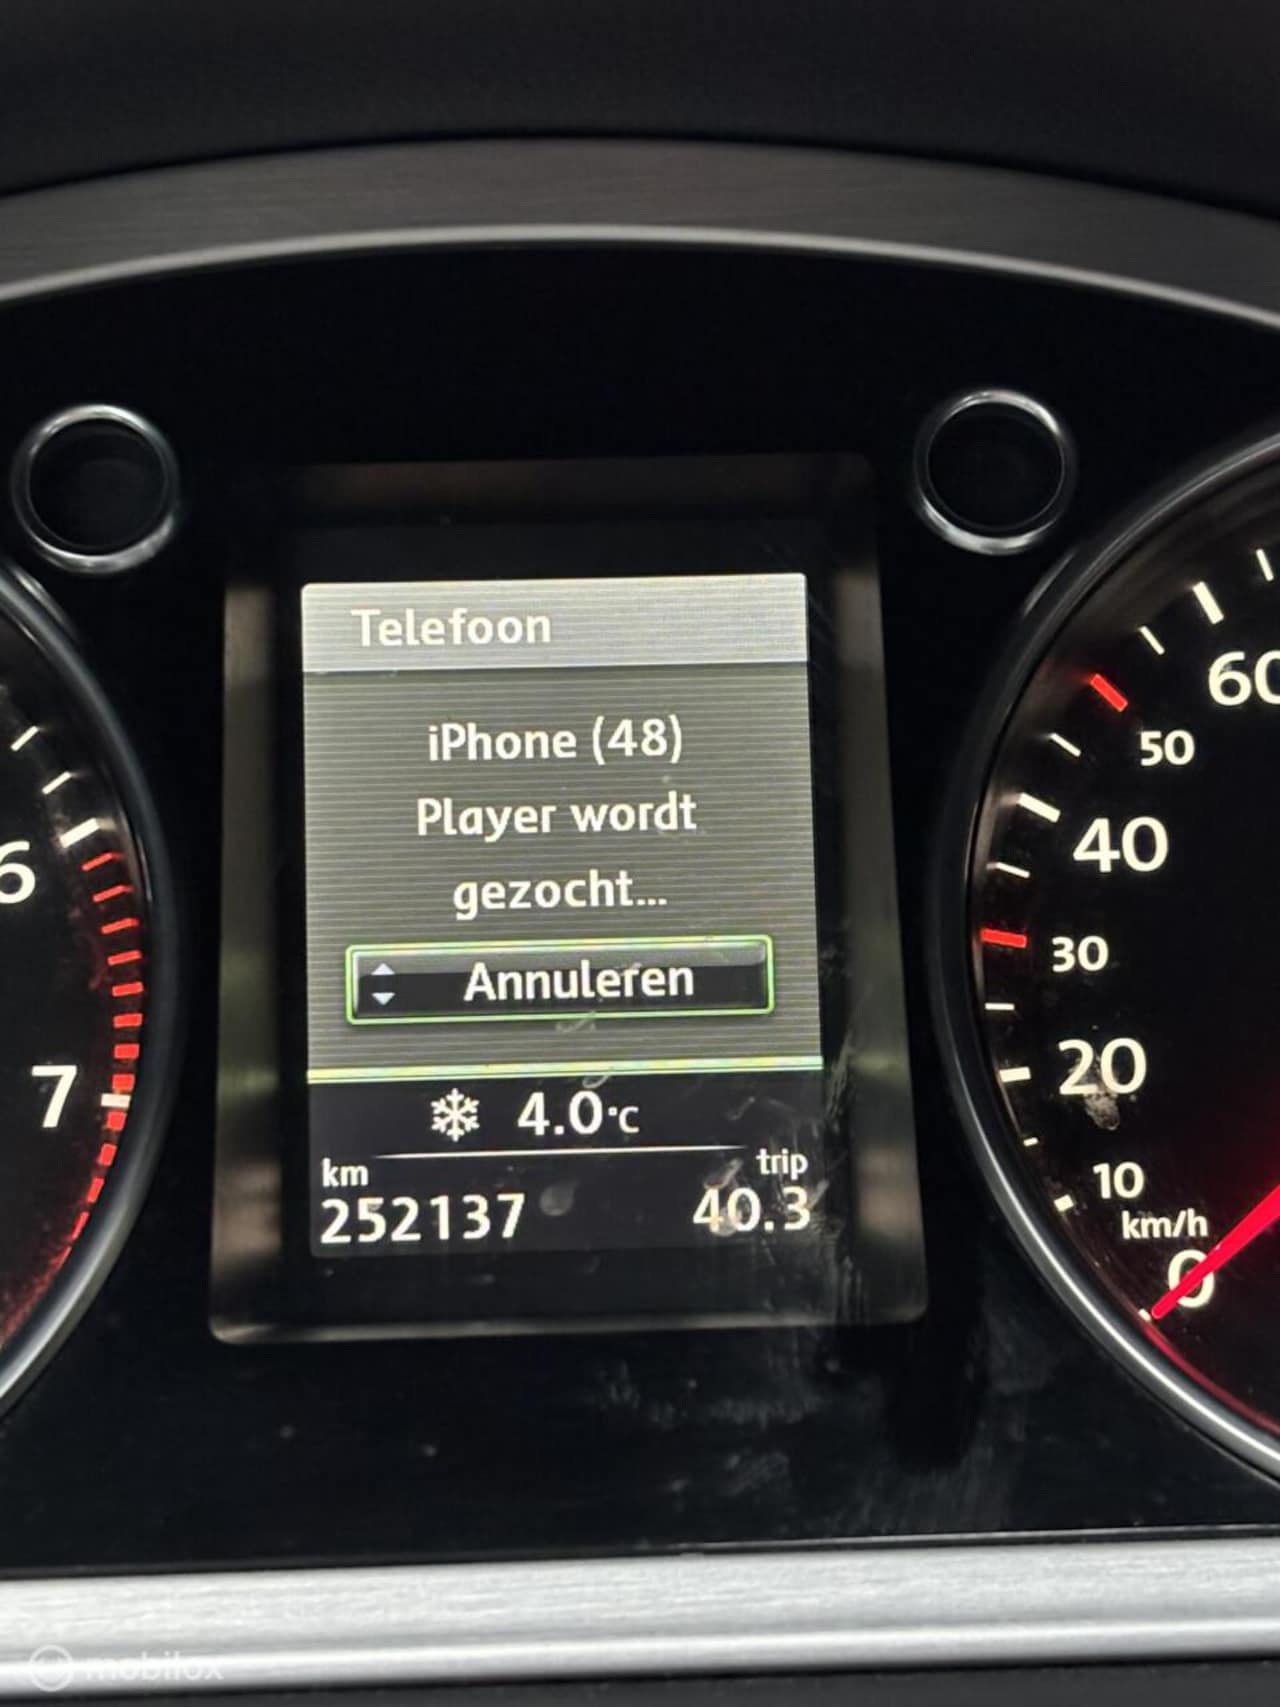 Telefoon
iPhone (48)
Player wordt
gezocht...
Annuleren
4.0°C
km
trip
252137
40.3
6
7
60
50
40
30
20
10
km/h
0
mobilox